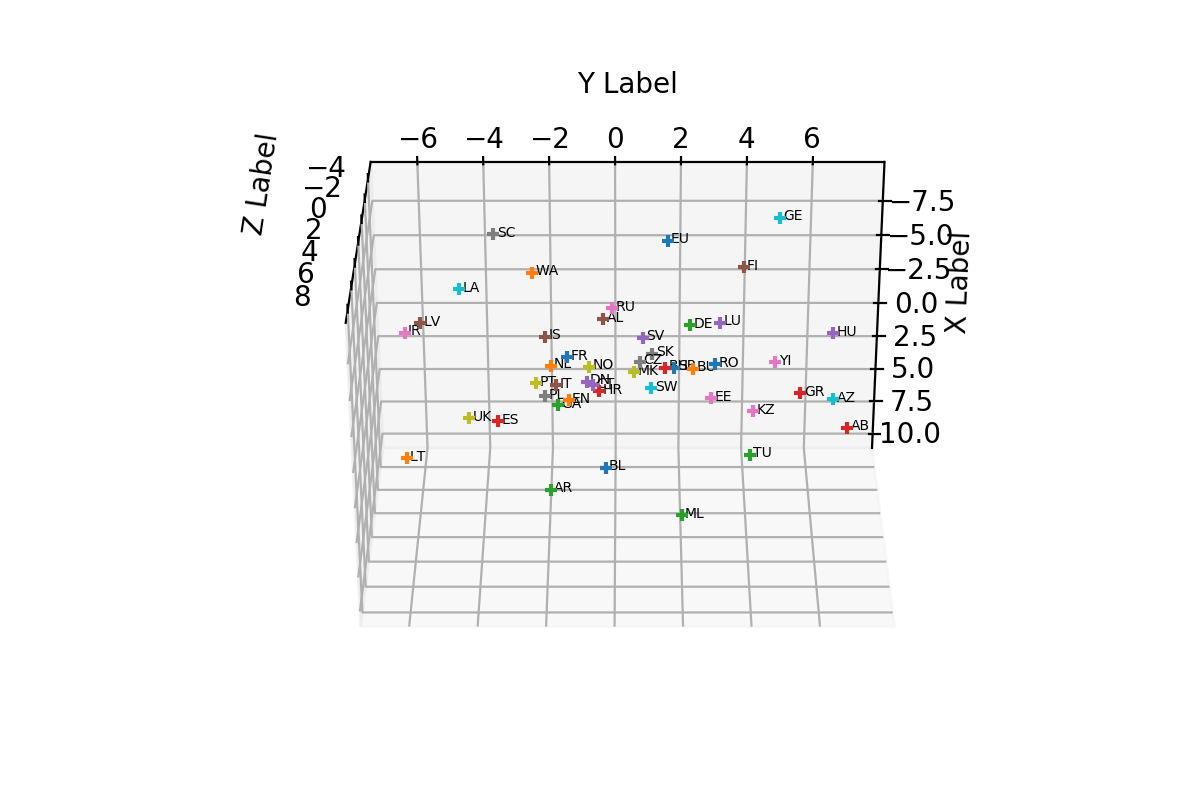 Y Label
−6 −4 −2 0 2 4 6
Z Label
−4
−2
0
2
4
6
8
−7.5
−5.0
−2.5
0.0
2.5
5.0
7.5
10.0
X Label
GE
SC
EU
FI
WA
LA
RU
AL
LV
IR
DE
LU
HU
IS
SV
SK
CZ
FR
NL
NO
MK
BU
RO
YI
PT
IT
DN
HR
SW
PL
EN
CA
EE
GR
AZ
KZ
UK
ES
AB
LT
BL
TU
AR
ML